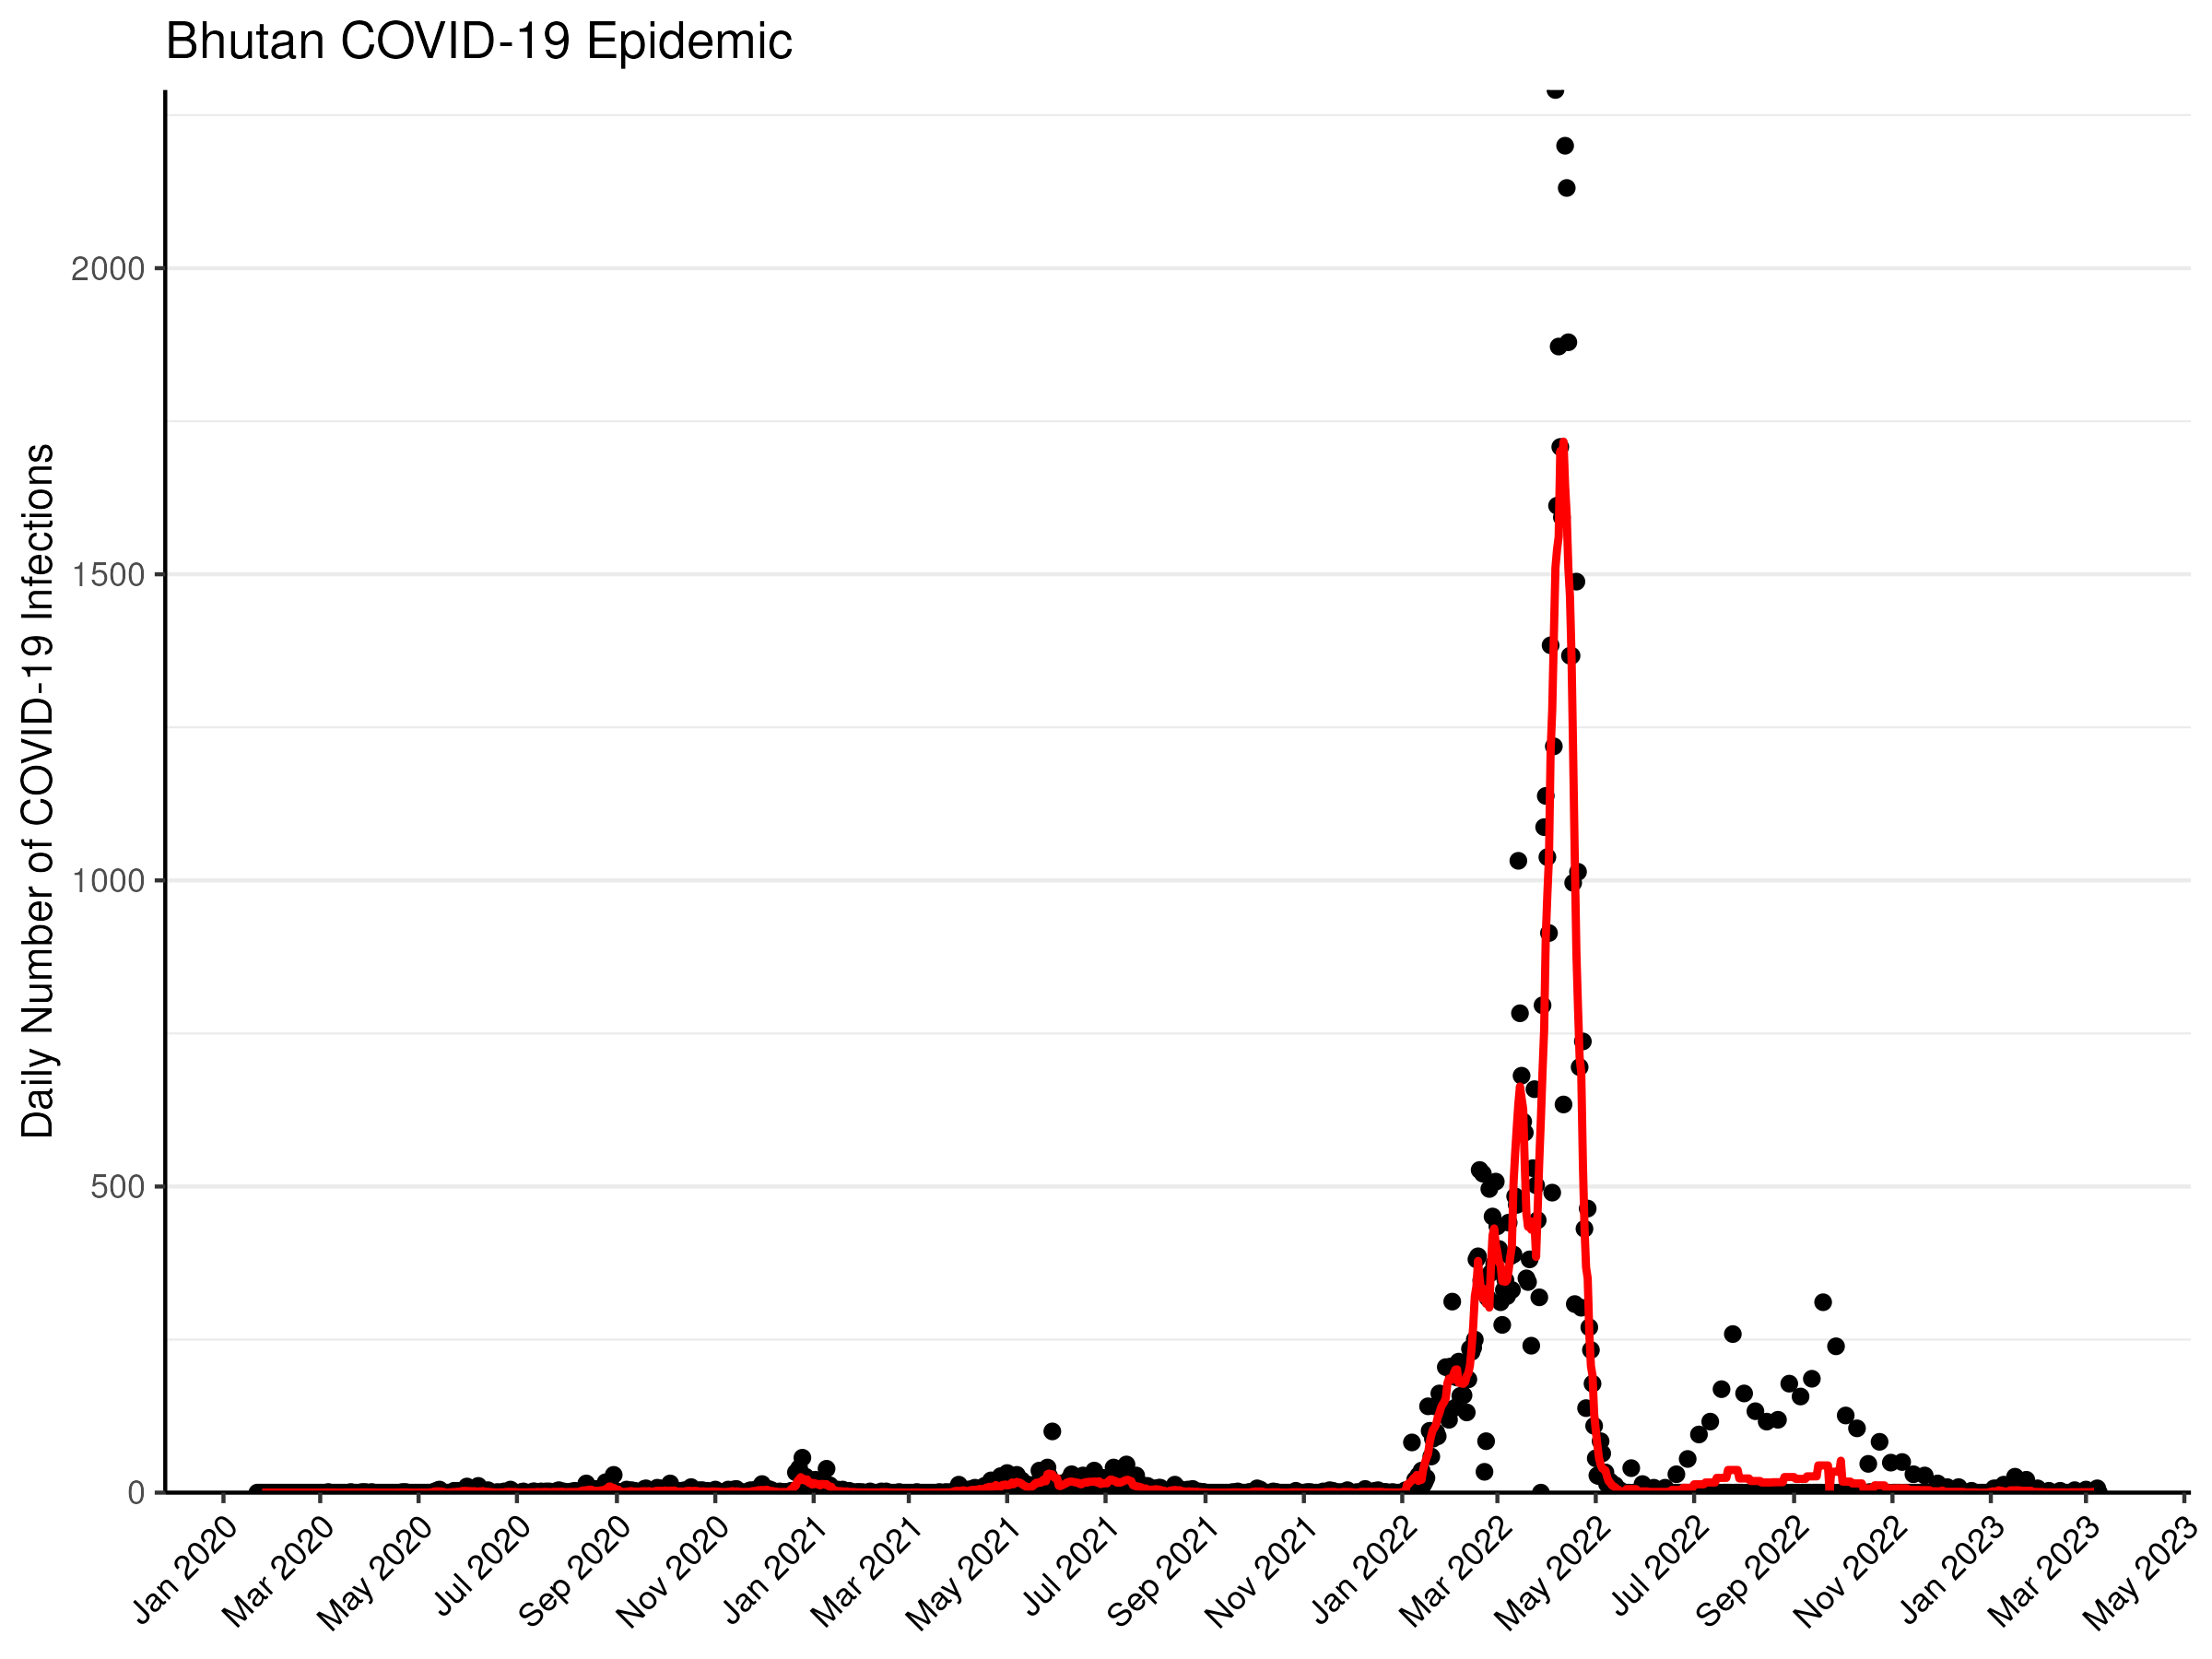 Bhutan COVID-19 Epidemic
Daily Number of COVID-19 Infections
2000
1500
1000
500
0
Jan 2020
Mar 2020
May 2020
Jul 2020
Sep 2020
Nov 2020
Jan 2021
Mar 2021
May 2021
Jul 2021
Sep 2021
Nov 2021
Jan 2022
Mar 2022
May 2022
Jul 2022
Sep 2022
Nov 2022
Jan 2023
Mar 2023
May 2023